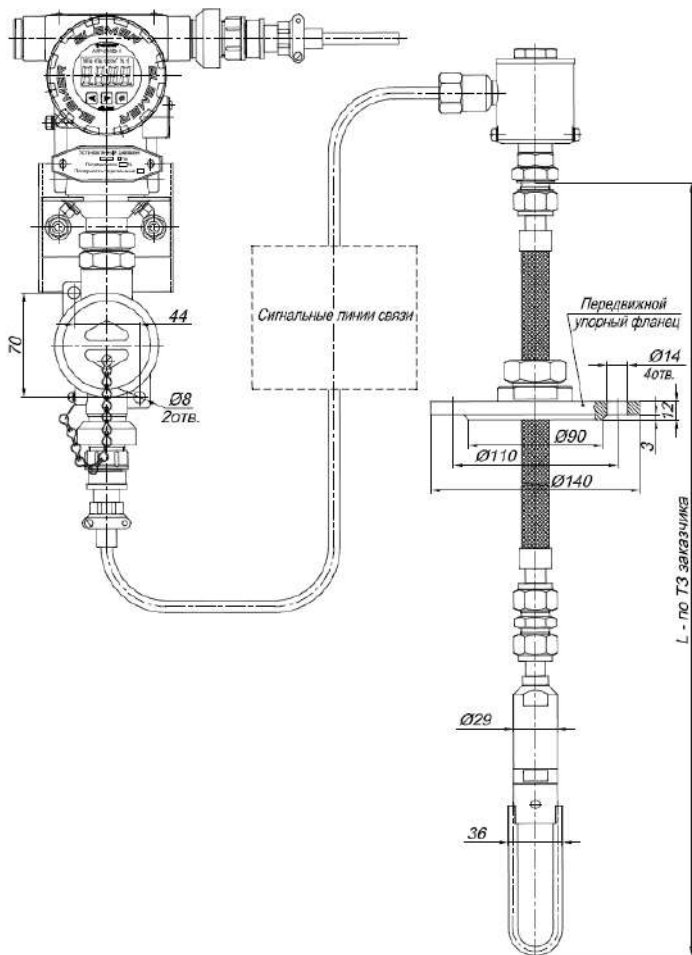 ELEMER
Сигнальные линии связи
Передвижной
упорный фланец
Ø14
4отв.
12
3
Ø90
Ø110
Ø140
44
70
Ø8
2отв.
L - по ТЗ заказчика
Ø29
36